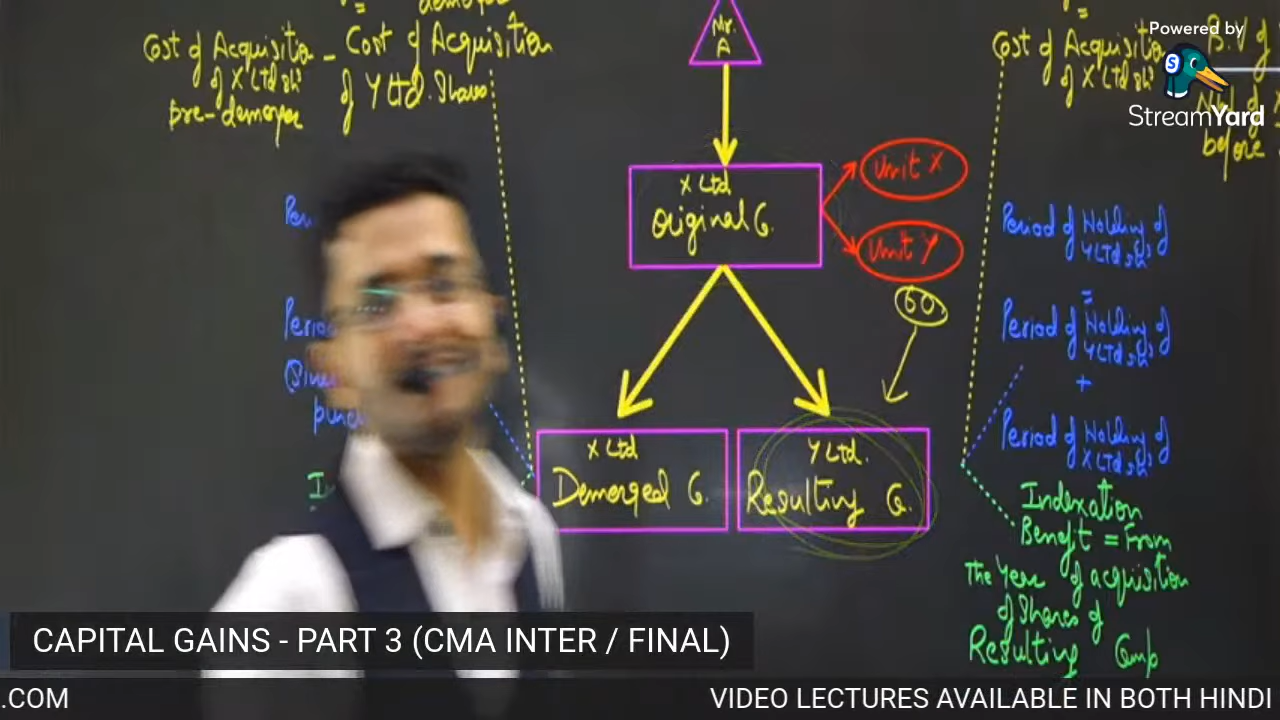 Cost of Acquisition
of X Ltd sh's
pre-demerger
-
Cost of Acquisition
of Y Ltd. Shares
Mr.
A
X Ltd
Original C.
Unit X
Unit Y
60
X Ltd
Demerged C.
Y Ltd.
Resulting C.
Cost of Acquisitio
of X Ltd sh's
B.V of
before
Powered by
StreamYard
Period of Holding of
Y Ltd sh's
=
Period of Holding of
Y Ltd sh's
+
Period of Holding of
X Ltd sh's
Indexation
Benefit = From
The year of acquisition
of Shares of
Resulting Comp
CAPITAL GAINS - PART 3 (CMA INTER / FINAL)
.COM
VIDEO LECTURES AVAILABLE IN BOTH HINDI